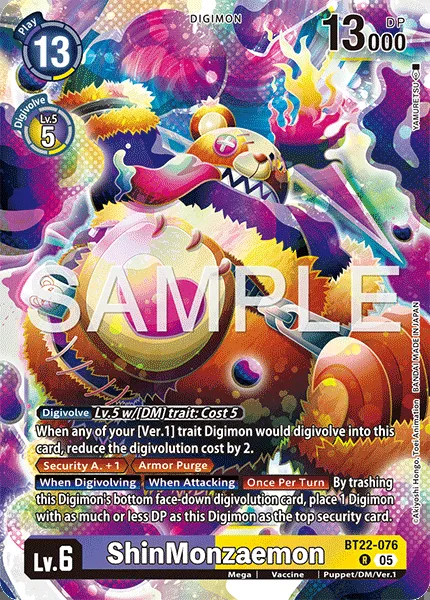 DIGIMON
Play
13
DP
13000
Digivolve
Lv.5
5
YAMURETSU
SAMPLE
©Akiyoshi Hongo, Toei Animation BANDAI MADE IN JAPAN
Digivolve Lv.5 w/[DM] trait: Cost 5
When any of your [Ver.1] trait Digimon would digivolve into this
card, reduce the digivolution cost by 2.
Security A. +1 Armor Purge
When Digivolving When Attacking Once Per Turn By trashing
this Digimon's bottom face-down digivolution card, place 1 Digimon
with as much or less DP as this Digimon as the top security card.
Lv.6 ShinMonzaemon BT22-076
R 05
Mega | Vaccine | Puppet/DM/Ver.1